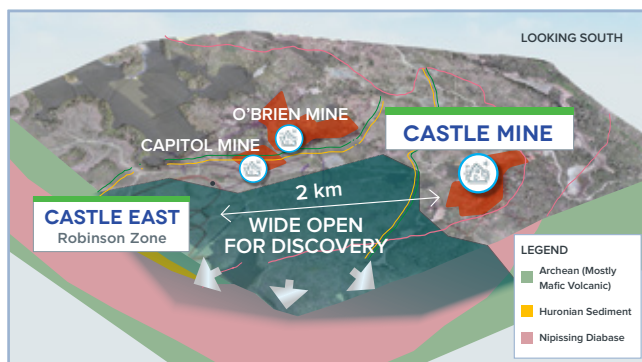 LOOKING SOUTH
O'BRIEN MINE
CAPITOL MINE
CASTLE MINE
2 km
CASTLE EAST
Robinson Zone
WIDE OPEN
FOR DISCOVERY
LEGEND
Archean (Mostly
Mafic Volcanic)
Huronian Sediment
Nipissing Diabase